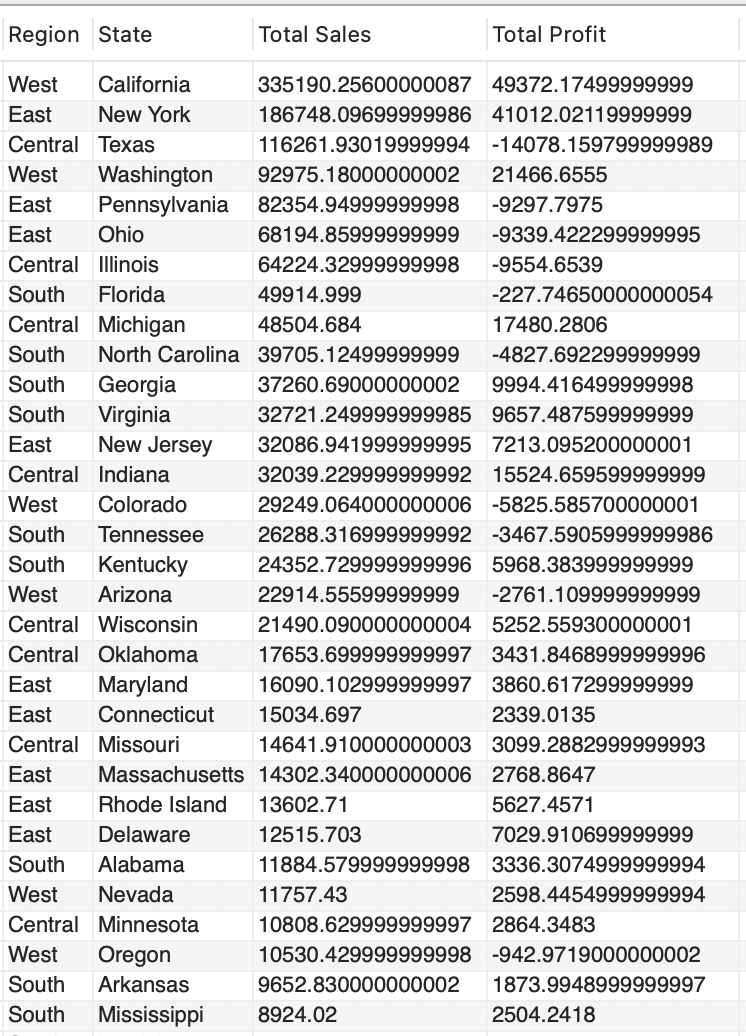 Region State Total Sales Total Profit
West California 335190.25600000087 49372.17499999999
East New York 186748.09699999986 41012.02119999999
Central Texas 116261.93019999994 -14078.159799999989
West Washington 92975.18000000002 21466.6555
East Pennsylvania 82354.94999999998 -9297.7975
East Ohio 68194.85999999999 -9339.422299999995
Central Illinois 64224.32999999998 -9554.6539
South Florida 49914.999 -227.74650000000054
Central Michigan 48504.684 17480.2806
South North Carolina 39705.12499999999 -4827.692299999999
South Georgia 37260.69000000002 9994.416499999998
South Virginia 32721.249999999985 9657.487599999999
East New Jersey 32086.941999999995 7213.095200000001
Central Indiana 32039.229999999992 15524.659599999999
West Colorado 29249.064000000006 -5825.585700000001
South Tennessee 26288.316999999992 -3467.5905999999986
South Kentucky 24352.729999999996 5968.383999999999
West Arizona 22914.55599999999 -2761.109999999999
Central Wisconsin 21490.090000000004 5252.559300000001
Central Oklahoma 17653.699999999997 3431.8468999999996
East Maryland 16090.102999999997 3860.617299999999
East Connecticut 15034.697 2339.0135
Central Missouri 14641.910000000003 3099.2882999999993
East Massachusetts 14302.340000000006 2768.8647
East Rhode Island 13602.71 5627.4571
East Delaware 12515.703 7029.910699999999
South Alabama 11884.579999999998 3336.3074999999994
West Nevada 11757.43 2598.4454999999994
Central Minnesota 10808.629999999997 2864.3483
West Oregon 10530.429999999998 -942.9719000000002
South Arkansas 9652.830000000002 1873.9948999999997
South Mississippi 8924.02 2504.2418